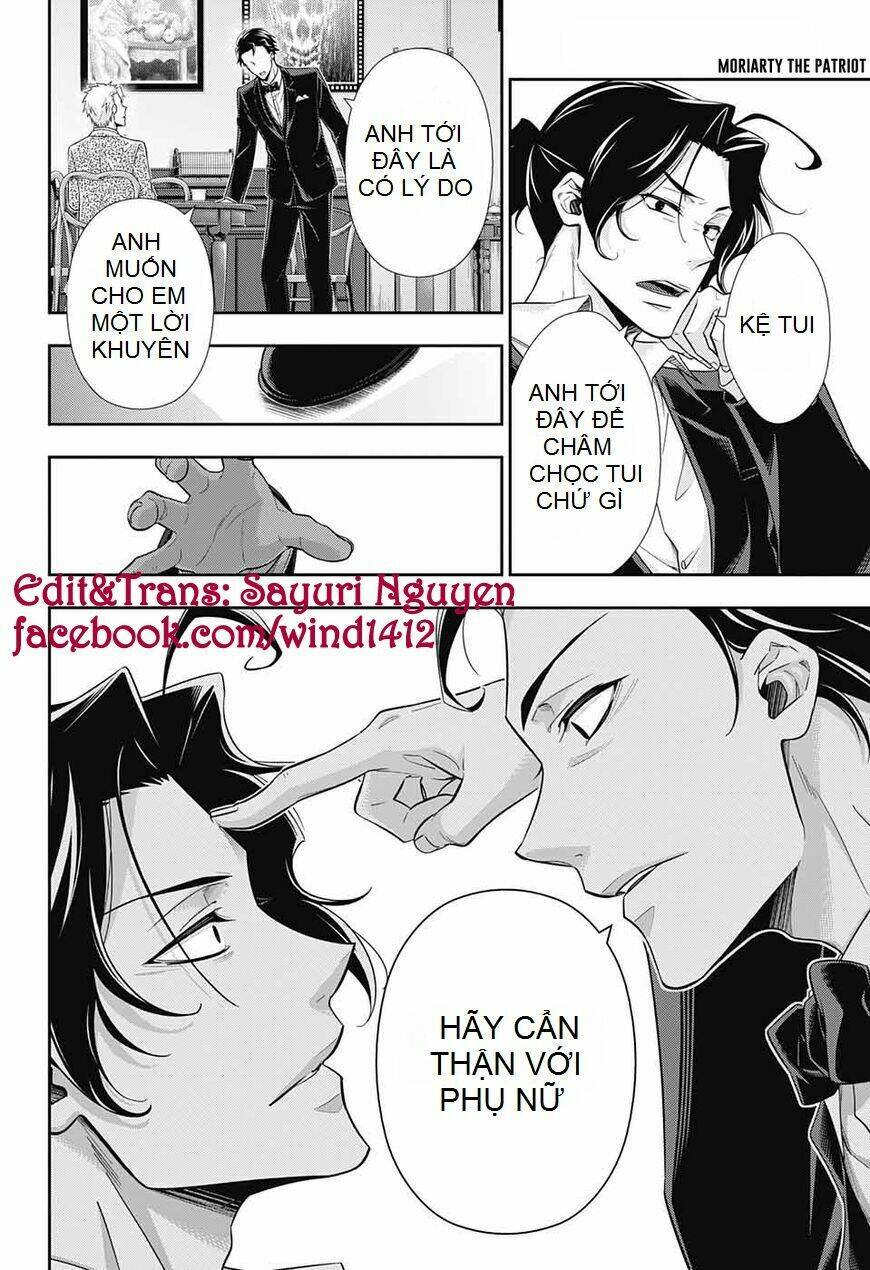 MORIARTY THE PATRIOT
KỆ TUI
ANH TỚI
ĐÂY ĐỂ
CHÂM
CHỌC TUI
CHỨ GÌ
ANH TỚI
ĐÂY LÀ
CÓ LÝ DO
ANH
MUỐN
CHO EM
MỘT LỜI
KHUYÊN
Edit&Trans: Sayuri Nguyen
facebook.com/wind1412
HÃY CẨN
THẬN VỚI
PHỤ NỮ